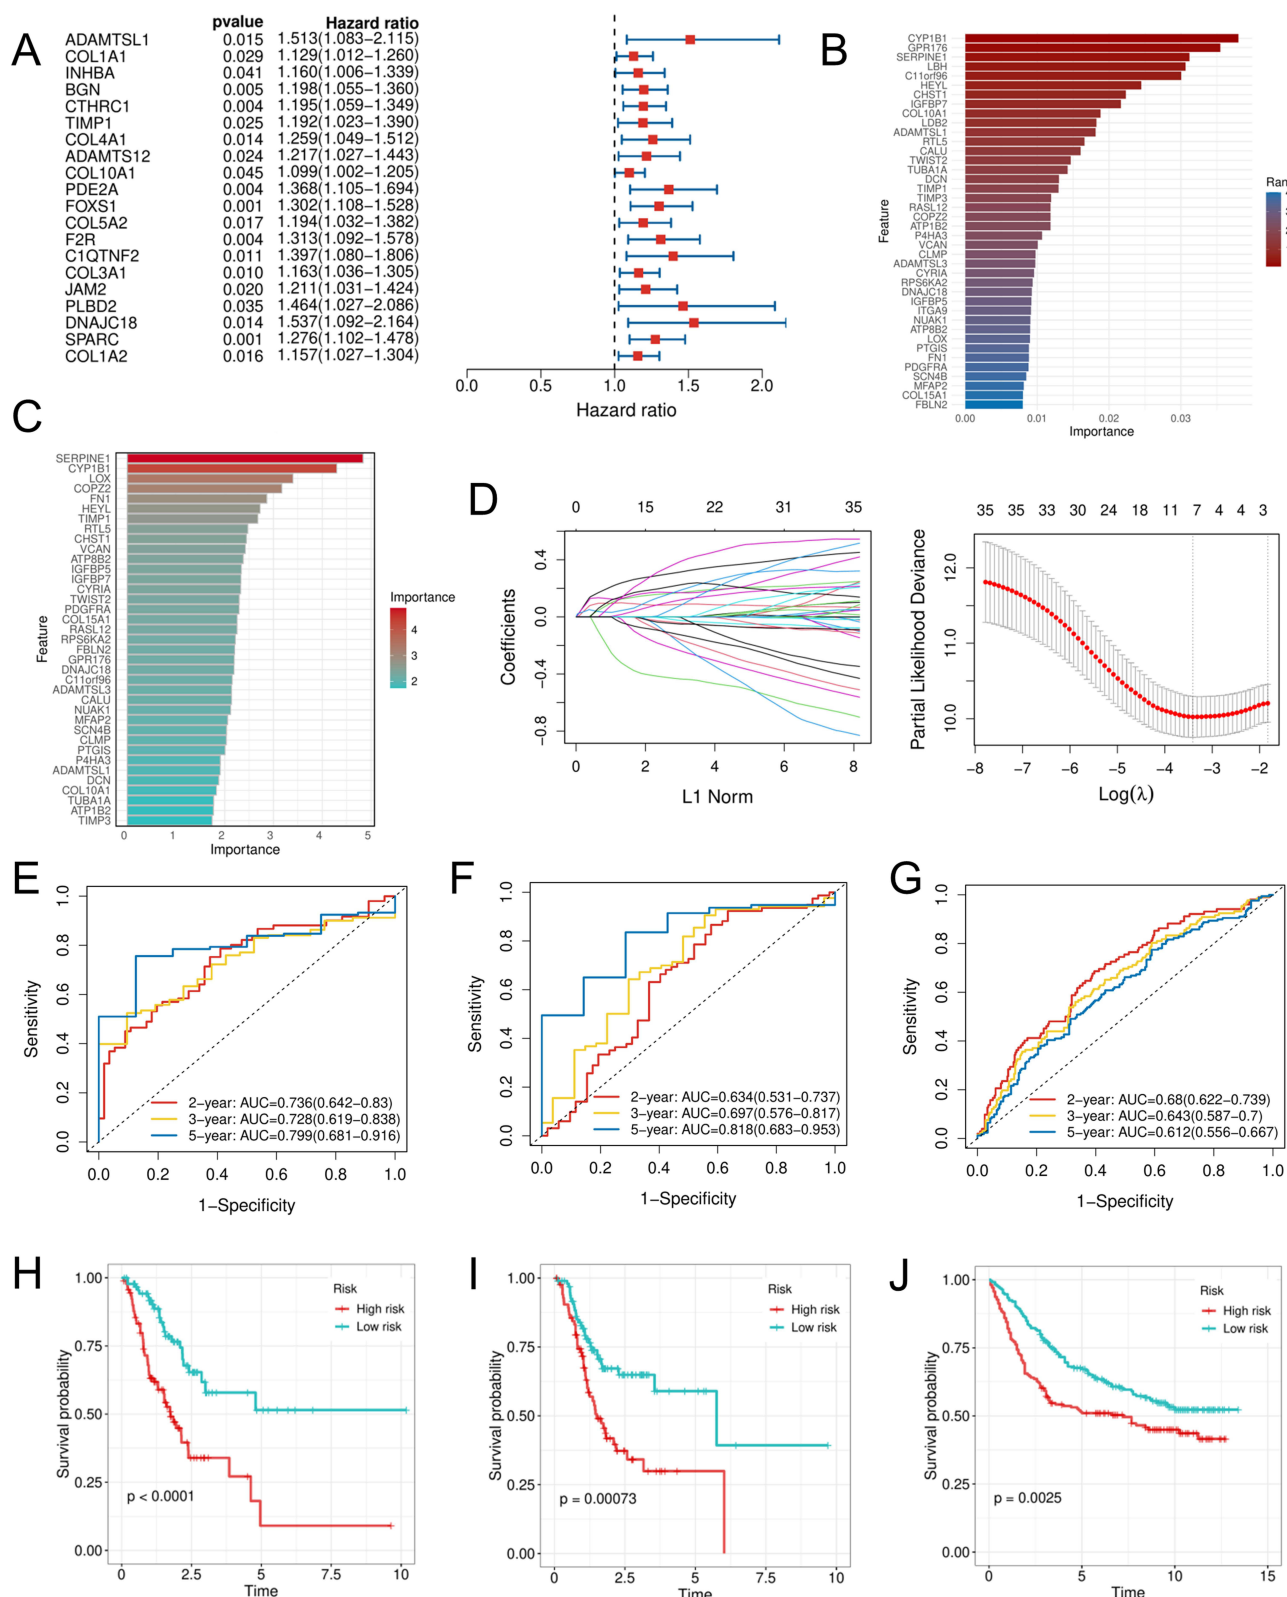 A
pvalue Hazard ratio
ADAMTSL1 0.015 1.513(1.083−2.115)
COL1A1 0.029 1.129(1.012−1.260)
INHBA 0.041 1.160(1.006−1.339)
BGN 0.005 1.198(1.055−1.360)
CTHRC1 0.004 1.195(1.059−1.349)
TIMP1 0.025 1.192(1.023−1.390)
COL4A1 0.014 1.259(1.049−1.512)
ADAMTS12 0.024 1.217(1.027−1.443)
COL10A1 0.045 1.099(1.002−1.205)
PDE2A 0.004 1.368(1.105−1.694)
FOXS1 0.001 1.302(1.108−1.528)
COL5A2 0.017 1.194(1.032−1.382)
F2R 0.004 1.313(1.092−1.578)
C1QTNF2 0.011 1.397(1.080−1.806)
COL3A1 0.010 1.163(1.036−1.305)
JAM2 0.020 1.211(1.031−1.424)
PLBD2 0.035 1.464(1.027−2.086)
DNAJC18 0.014 1.537(1.092−2.164)
SPARC 0.001 1.276(1.102−1.478)
COL1A2 0.016 1.157(1.027−1.304)
0.0 0.5 1.0 1.5 2.0
Hazard ratio
B
Feature
CYP1B1
GPR176
SERPINE1
LBH
C11orf96
HEYL
CHST1
IGFBP7
COL10A1
LDB2
ADAMTSL1
RTL5
CALU
TWIST2
TUBA1A
DCN
TIMP1
TIMP3
RASL12
COPZ2
ATP1B2
P4HA3
VCAN
CLMP
ADAMTSL3
CYRIA
RPS6KA2
DNAJC18
IGFBP5
ITGA9
NUAK1
ATP8B2
LOX
PTGIS
FN1
PDGFRA
SCN4B
MFAP2
COL15A1
FBLN2
0.00 0.01 0.02 0.03
Importance
Ran
C
Feature
SERPINE1
CYP1B1
LOX
COPZ2
FN1
HEYL
TIMP1
RTL5
CHST1
VCAN
ATP8B2
IGFBP5
IGFBP7
CYRIA
TWIST2
PDGFRA
COL15A1
RASL12
RPS6KA2
FBLN2
GPR176
DNAJC18
C11orf96
ADAMTSL3
CALU
NUAK1
MFAP2
SCN4B
CLMP
PTGIS
P4HA3
ADAMTSL1
DCN
COL10A1
TUBA1A
ATP1B2
TIMP3
0 1 2 3 4 5
Importance
Importance
4
3
2
D
0 15 22 31 35
Coefficients
0.4
0.0
−0.4
−0.8
0 2 4 6 8
L1 Norm
35 35 33 30 24 18 11 7 4 4 3
Partial Likelihood Deviance
12.0
11.0
10.0
−8 −7 −6 −5 −4 −3 −2
Log(λ)
E
Sensitivity
1.0
0.8
0.6
0.4
0.2
0.0
2−year: AUC=0.736(0.642−0.83)
3−year: AUC=0.728(0.619−0.838)
5−year: AUC=0.799(0.681−0.916)
0.0 0.2 0.4 0.6 0.8 1.0
1−Specificity
F
Sensitivity
1.0
0.8
0.6
0.4
0.2
0.0
2−year: AUC=0.634(0.531−0.737)
3−year: AUC=0.697(0.576−0.817)
5−year: AUC=0.818(0.683−0.953)
0.0 0.2 0.4 0.6 0.8 1.0
1−Specificity
G
Sensitivity
1.0
0.8
0.6
0.4
0.2
0.0
2−year: AUC=0.68(0.622−0.739)
3−year: AUC=0.643(0.587−0.7)
5−year: AUC=0.612(0.556−0.667)
0.0 0.2 0.4 0.6 0.8 1.0
1−Specificity
H
Survival probability
1.00
0.75
0.50
0.25
0.00
Risk
High risk
Low risk
p < 0.0001
0 2.5 5 7.5 10
Time
I
Survival probability
1.00
0.75
0.50
0.25
0.00
Risk
High risk
Low risk
p = 0.00073
0 2.5 5 7.5 10
Time
J
Survival probability
1.00
0.75
0.50
0.25
0.00
Risk
High risk
Low risk
p = 0.0025
0 5 10 15
Time